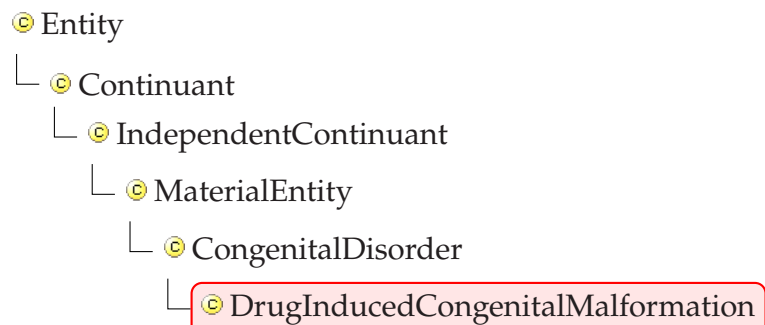 © Entity
© Continuant
© IndependentContinuant
© MaterialEntity
© CongenitalDisorder
© DrugInducedCongenitalMalformation